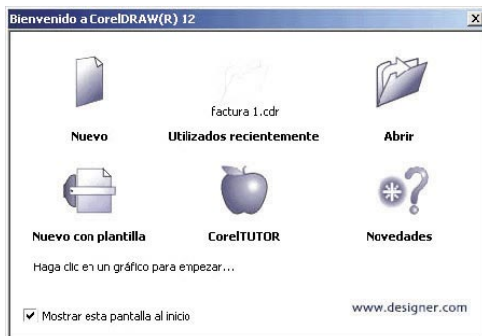 Bienvenido a CorelDRAW(R) 12
factura 1.cdr
Nuevo
Utilizados recientemente
Abrir
Nuevo con plantilla
CorelTUTOR
Novedades
Haga clic en un gráfico para empezar...
Mostrar esta pantalla al inicio
www.designer.com